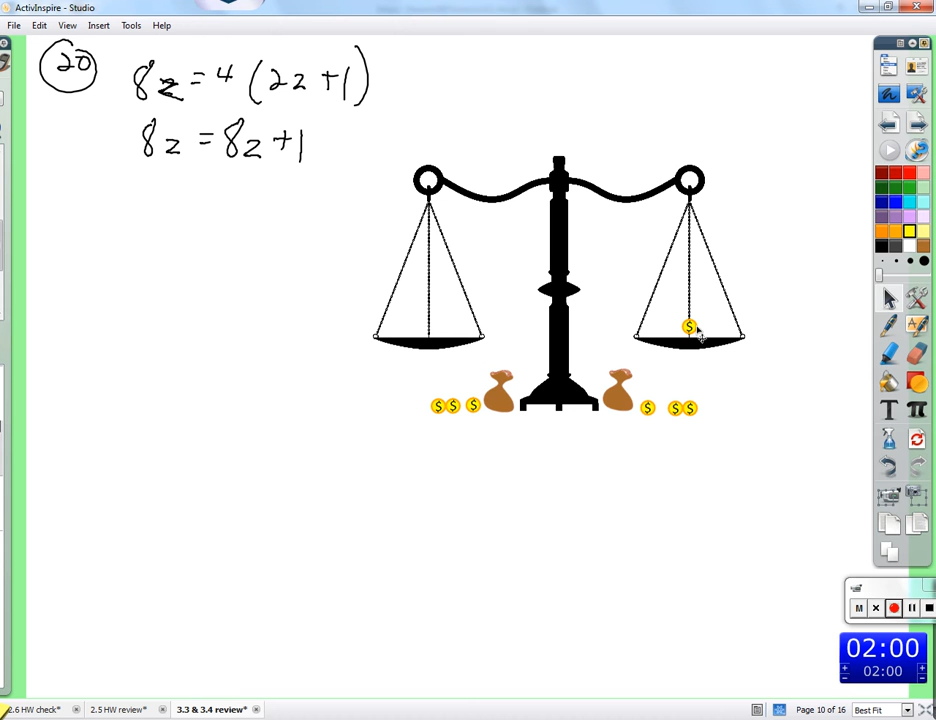 ActivInspire - Studio
File Edit View Insert Tools Help
20
8z = 4 (2z + 1)
8z = 8z + 1
$
$ $ $ $ $ $
T π
M
02:00
02:00
2.6 HW check* 2.5 HW review* 3.3 & 3.4 review*
Page 10 of 16 Best Fit